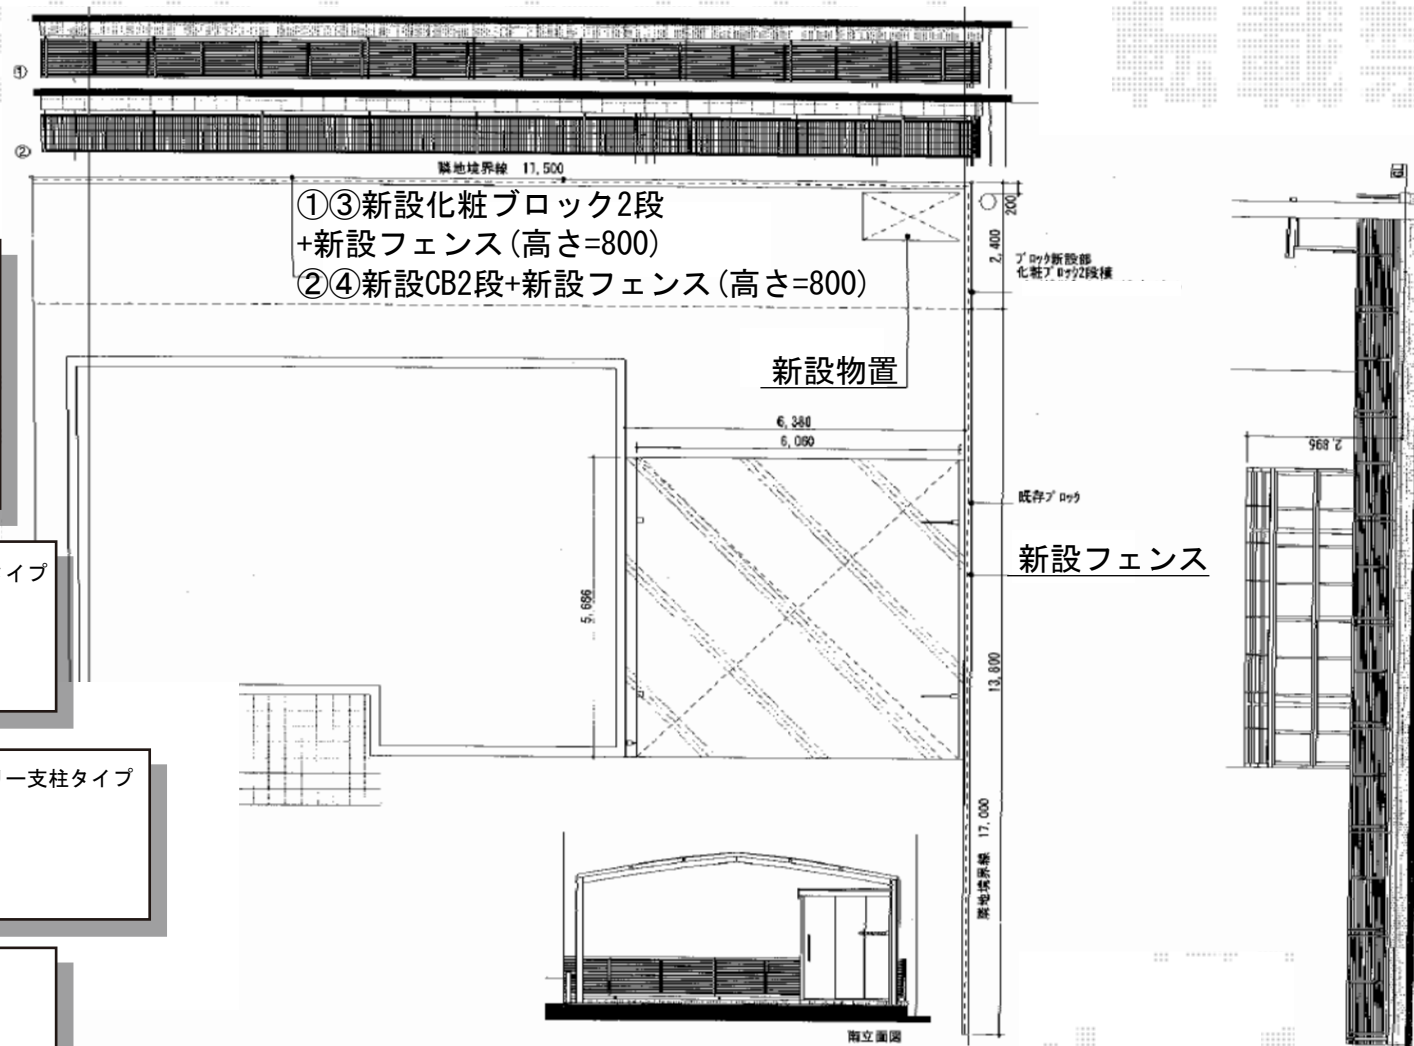 ①
②
隣地境界線 17,500
①③新設化粧ブロック2段
+新設フェンス(高さ=800)
②④新設CB2段+新設フェンス(高さ=800)
200
2,400
ブロック新設部
化粧ブロック2段積
新設物置
6,380
6,060
2,895
既存ブロック
新設フェンス
イプ
5,686
13,800
ー支柱タイプ
隣地境界線 17,000
南立面図
GL